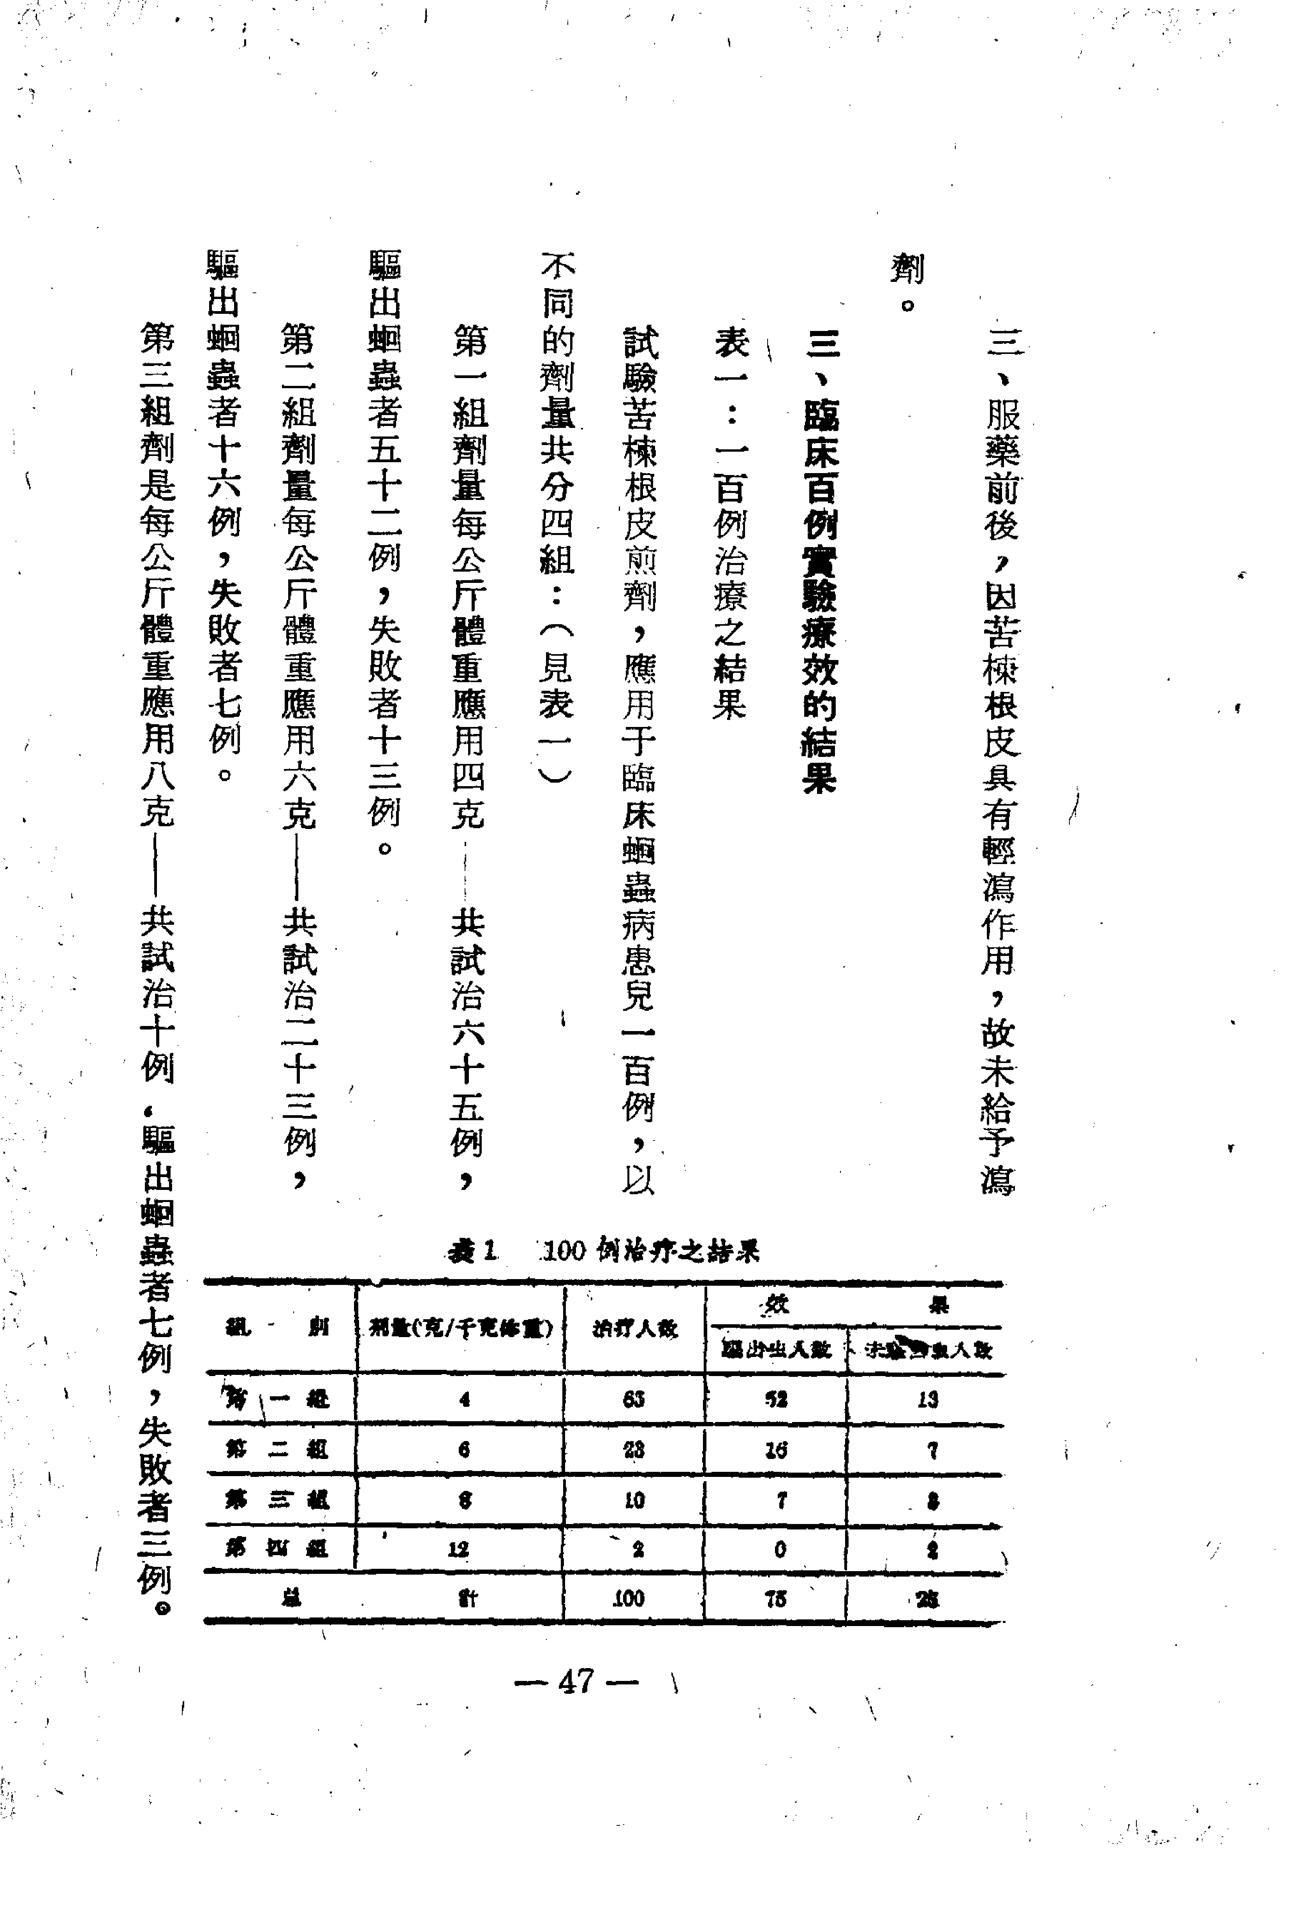 三、服藥前後，因苦楝根皮具有輕瀉作用，故未給予瀉
劑。
三、臨床百例實驗療效的結果
表一：一百例治療之結果
試驗苦楝根皮煎劑，應用于臨床蛔蟲病患兒一百例，以
不同的劑量共分四組：（見表一）
第一組劑量每公斤體重應用四克——共試治六十五例，
驅出蛔蟲者五十二例，失敗者十三例。
第二組劑量每公斤體重應用六克——共試治二十三例，
驅出蛔蟲者十六例，失敗者七例。
第三組劑是每公斤體重應用八克——共試治十例，驅出蛔蟲者七例，失敗者三例。
表1 100例治疗之結果
組別 剂量(克/千克体重) 治疗人数 效果
驅出虫人数 未驅出虫人数
第一組 4 65 52 13
第二組 6 23 16 7
第三組 8 10 7 3
第四組 12 2 0 2
总計 100 75 25
—47—